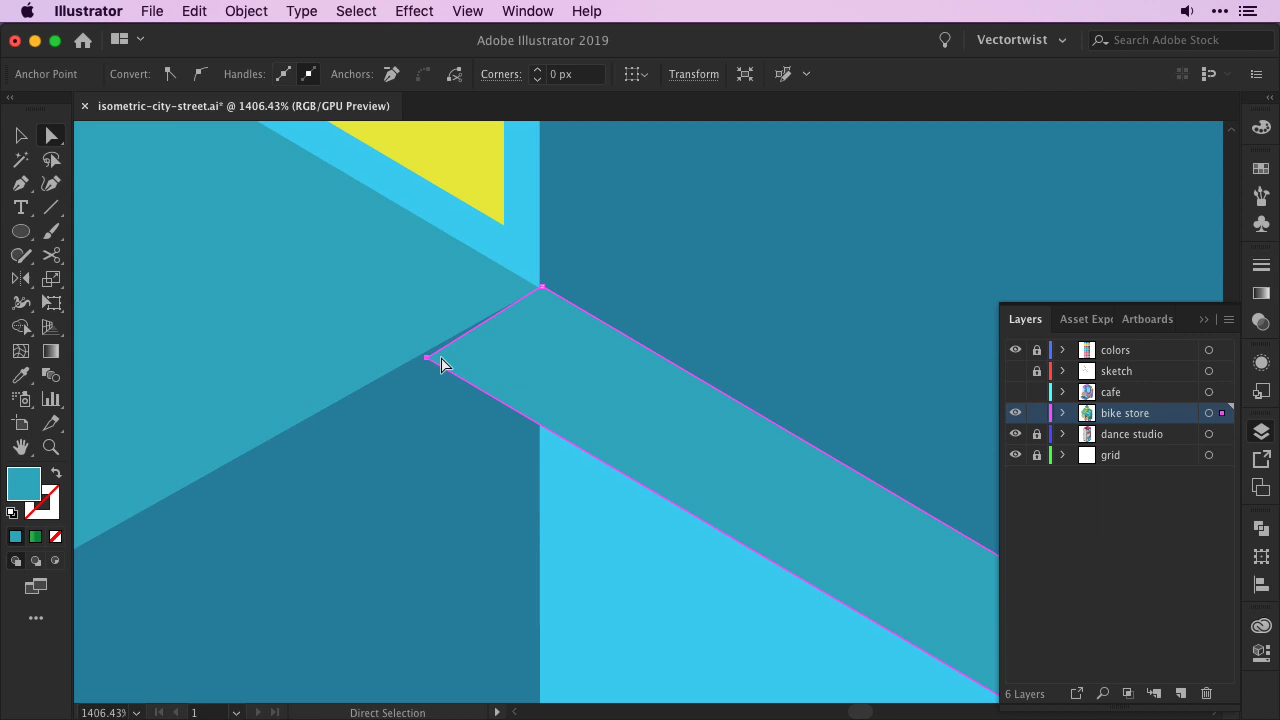 Illustrator File Edit Object Type Select Effect View Window Help
Adobe Illustrator 2019
Vectortwist
Search Adobe Stock
Anchor Point Convert: Handles: Anchors: Corners: 0 px Transform
isometric-city-street.ai* @ 1406.43% (RGB/GPU Preview)
Layers Asset Expo Artboards
colors
sketch
cafe
bike store
dance studio
grid
6 Layers
1406.43% 1 Direct Selection